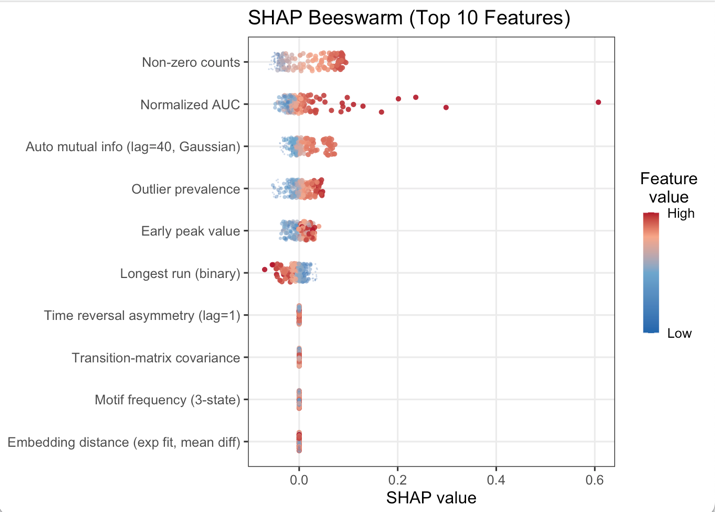 SHAP Beeswarm (Top 10 Features)
Non-zero counts
Normalized AUC
Auto mutual info (lag=40, Gaussian)
Outlier prevalence
Early peak value
Longest run (binary)
Time reversal asymmetry (lag=1)
Transition-matrix covariance
Motif frequency (3-state)
Embedding distance (exp fit, mean diff)
0.0
0.2
0.4
0.6
SHAP value
Feature
value
High
Low